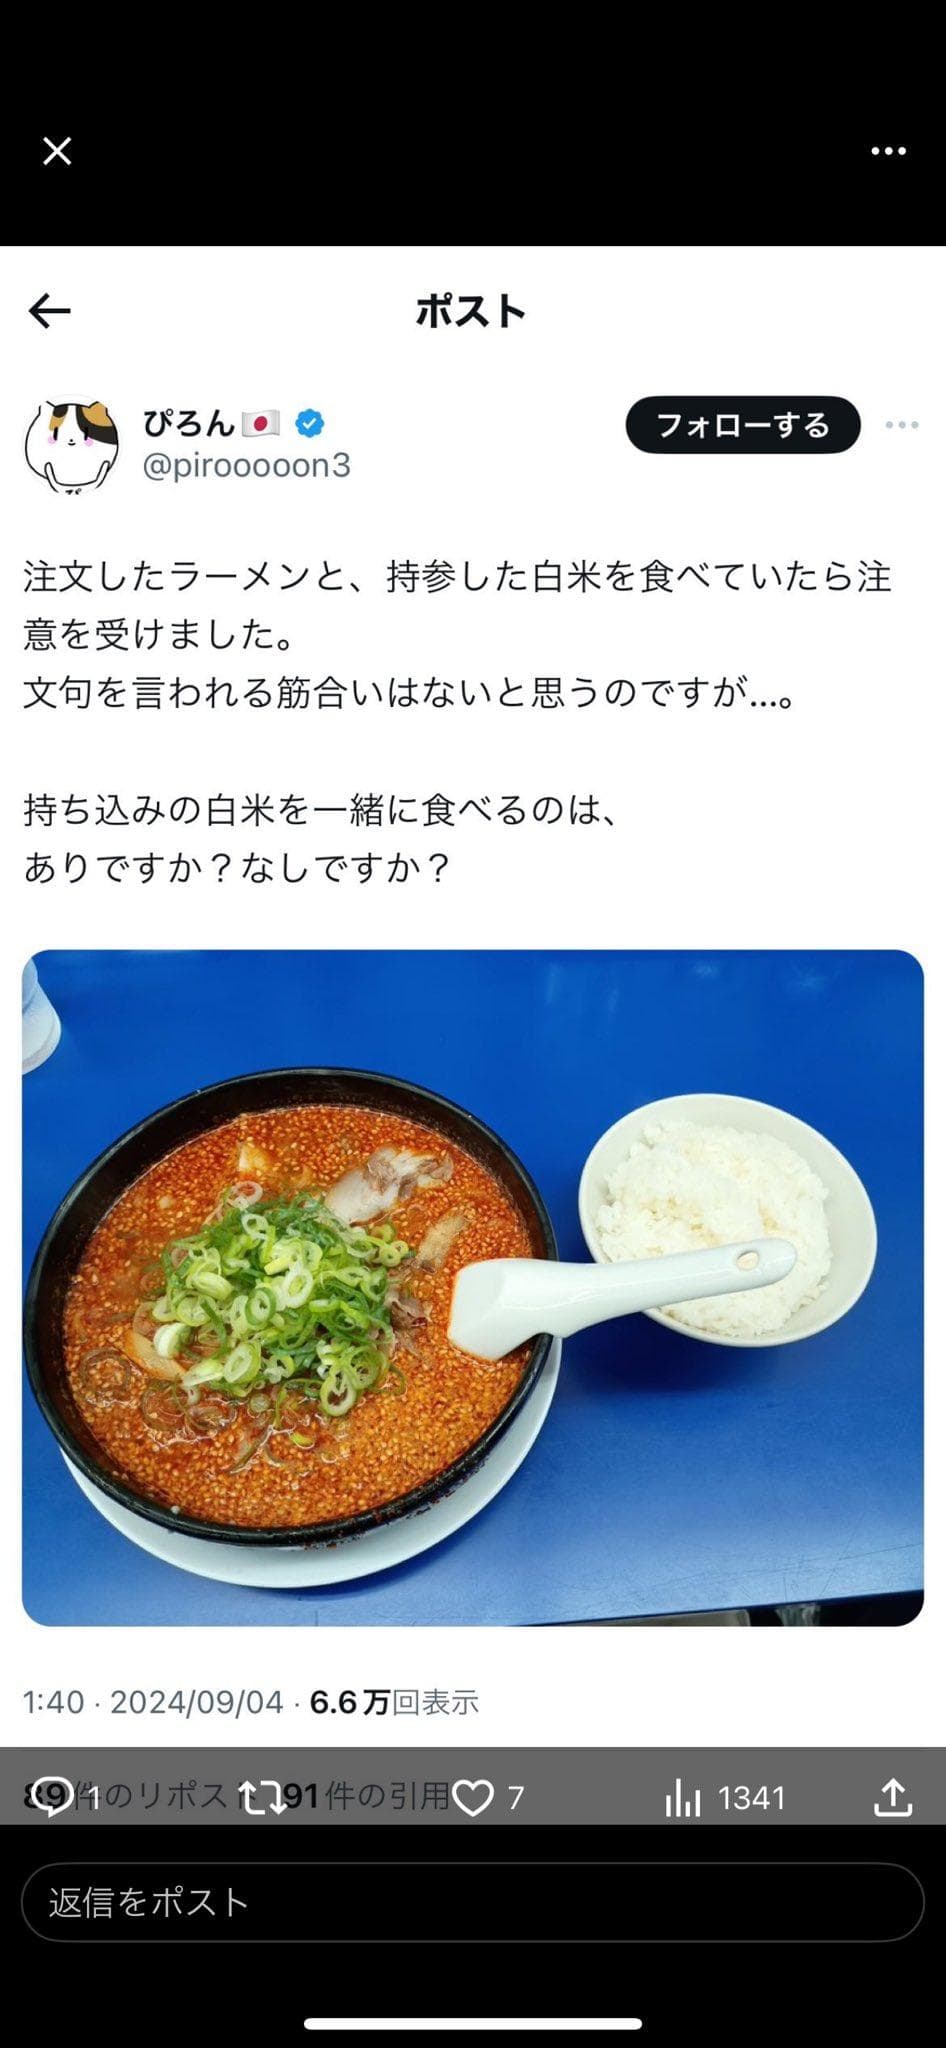 ポスト
ぴろん🇯🇵
フォローする
@pirooooon3
注文したラーメンと、持参した白米を食べていたら注
意を受けました。
文句を言われる筋合いはないと思うのですが...。
持ち込みの白米を一緒に食べるのは、
ありですか？なしですか？
1:40 · 2024/09/04 · 6.6万回表示
89件のリポスト 91件の引用
1 7 1341
返信をポスト